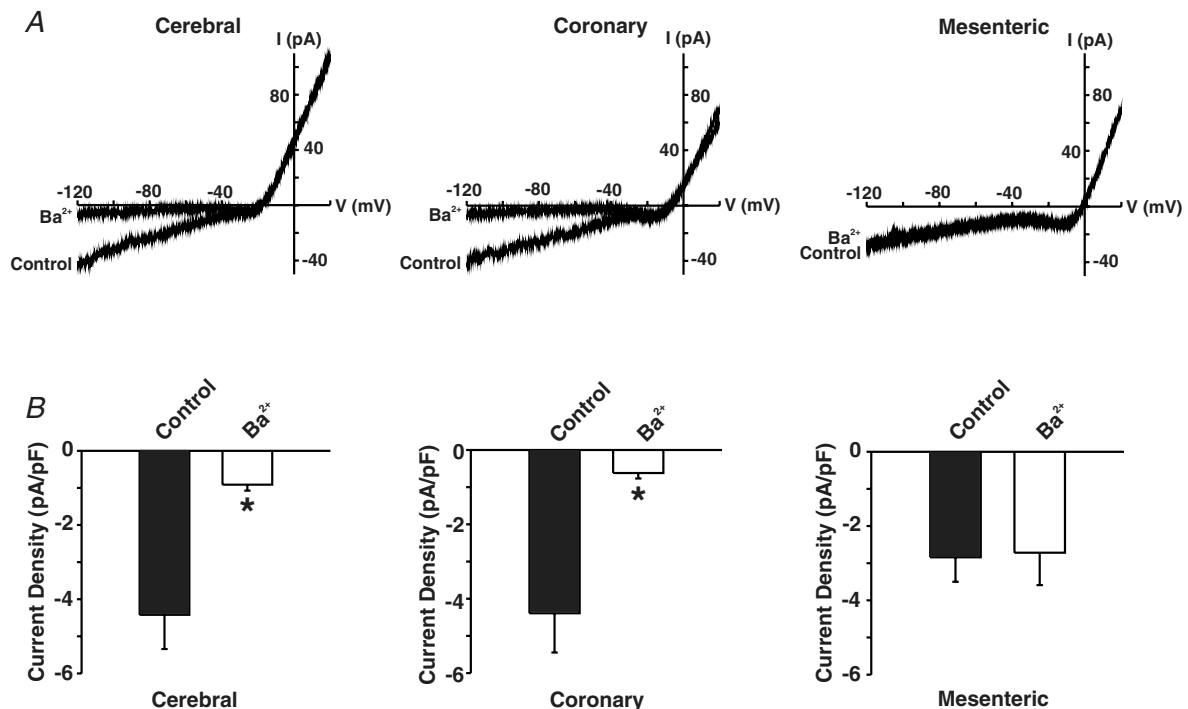 A
Cerebral
I (pA)
80
40
-120
-80
-40
V (mV)
Ba²⁺
Control
-40
Coronary
I (pA)
80
40
-120
-80
-40
V (mV)
Ba²⁺
Control
-40
Mesenteric
I (pA)
80
40
-120
-80
-40
V (mV)
Ba²⁺
Control
-40
B
Control
Ba²⁺
Current Density (pA/pF)
0
-2
-4
-6
*
Cerebral
Control
Ba²⁺
Current Density (pA/pF)
0
-2
-4
-6
*
Coronary
Control
Ba²⁺
Current Density (pA/pF)
0
-2
-4
-6
Mesenteric